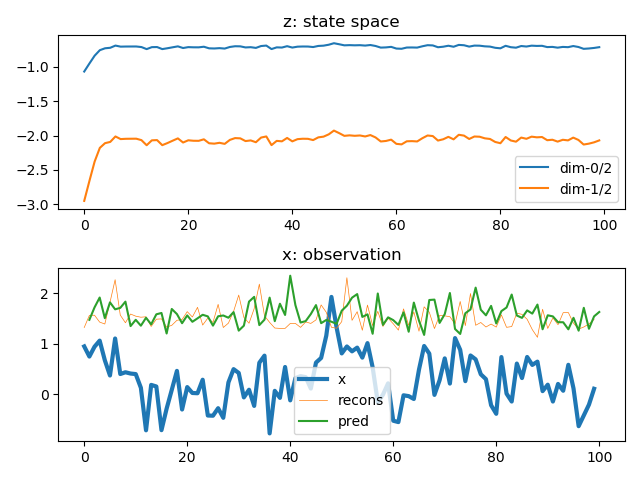 z: state space
−1.0
−1.5
−2.0
−2.5
−3.0
dim-0/2
dim-1/2
0 20 40 60 80 100
x: observation
2
1
0
x
recons
pred
0 20 40 60 80 100